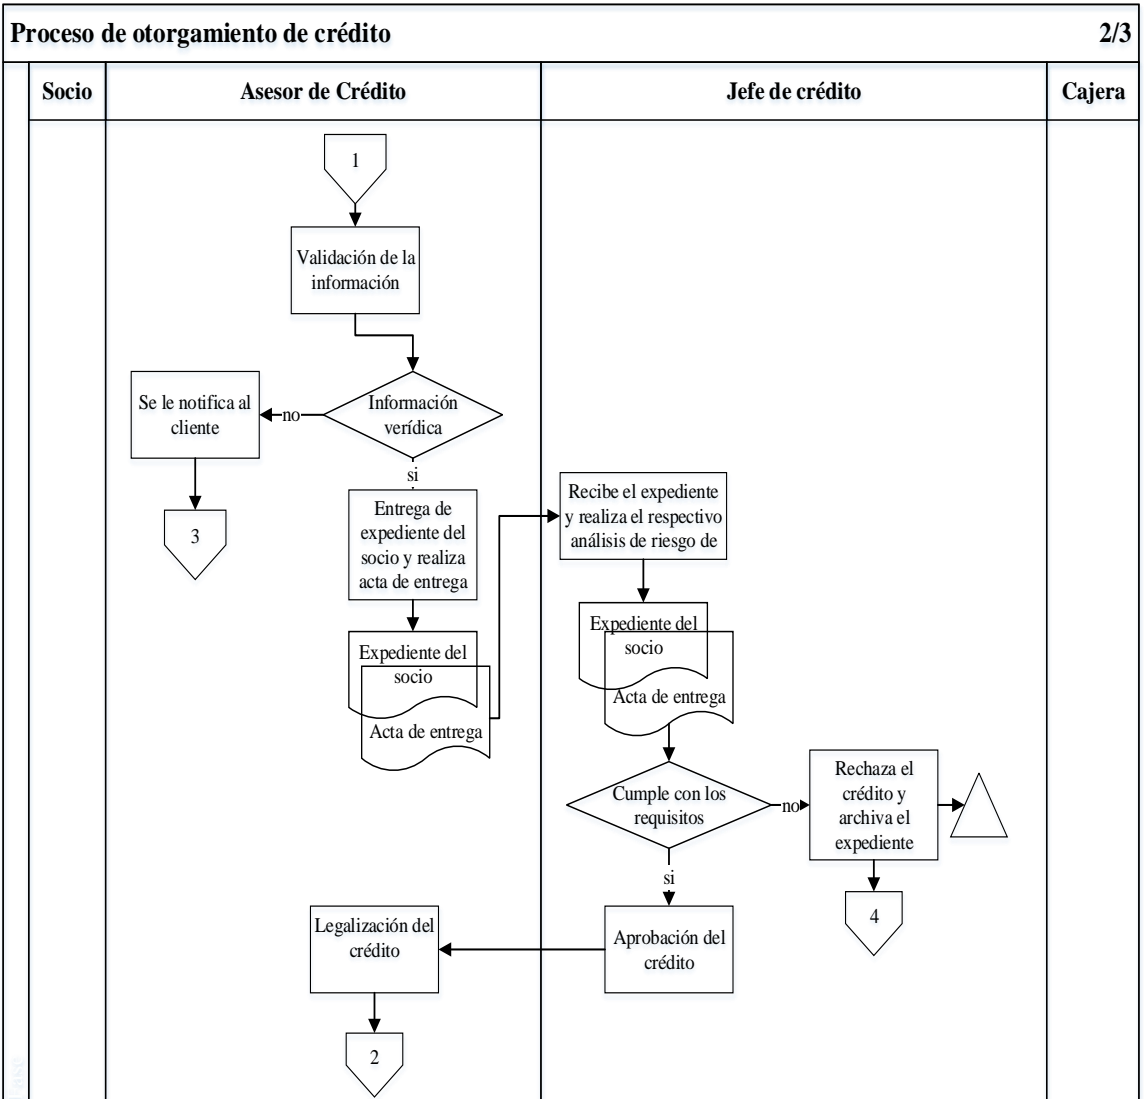 Proceso de otorgamiento de crédito 2/3
Socio Asesor de Crédito Jefe de crédito Cajera
1
Validación de la
información
Información
verídica
no
Se le notifica al
cliente
3
si
Entrega de
expediente del
socio y realiza
acta de entrega
Expediente del
socio
Acta de entrega
Recibe el expediente
y realiza el respectivo
análisis de riesgo de
Expediente del
socio
Acta de entrega
Cumple con los
requisitos
no
Rechaza el
crédito y
archiva el
expediente
4
si
Aprobación del
crédito
Legalización del
crédito
2